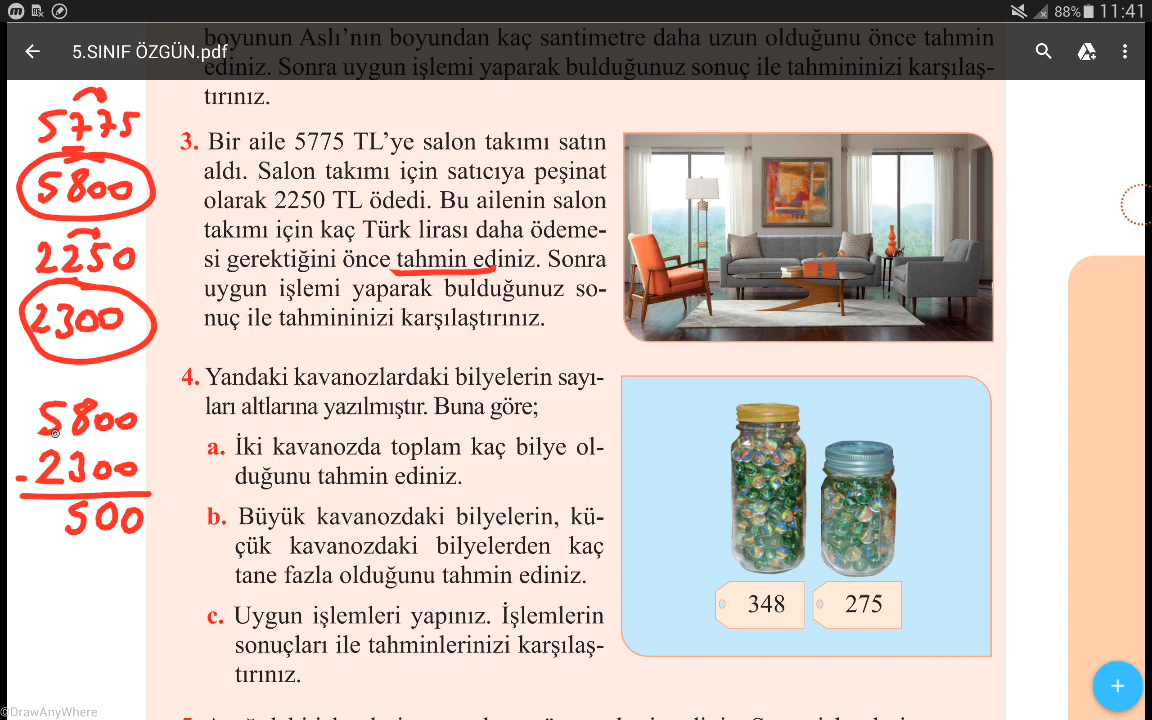 88% 11:41
boyunun Aslı’nın boyundan kaç santimetre daha uzun olduğunu önce tahmin
5.SINIF ÖZGÜN.pdf
ediniz. Sonra uygun işlemi yaparak bulduğunuz sonuç ile tahmininizi karşılaş-
tırınız.
5775
5800
2250
2300
5800
- 2300
500
3. Bir aile 5775 TL’ye salon takımı satın
aldı. Salon takımı için satıcıya peşinat
olarak 2250 TL ödedi. Bu ailenin salon
takımı için kaç Türk lirası daha ödeme-
si gerektiğini önce tahmin ediniz. Sonra
uygun işlemi yaparak bulduğunuz so-
nuç ile tahmininizi karşılaştırınız.
4. Yandaki kavanozlardaki bilyelerin sayı-
ları altlarına yazılmıştır. Buna göre;
a. İki kavanozda toplam kaç bilye ol-
duğunu tahmin ediniz.
b. Büyük kavanozdaki bilyelerin, kü-
çük kavanozdaki bilyelerden kaç
tane fazla olduğunu tahmin ediniz.
c. Uygun işlemleri yapınız. İşlemlerin
sonuçları ile tahminlerinizi karşılaş-
tırınız.
348 275
©DrawAnyWhere